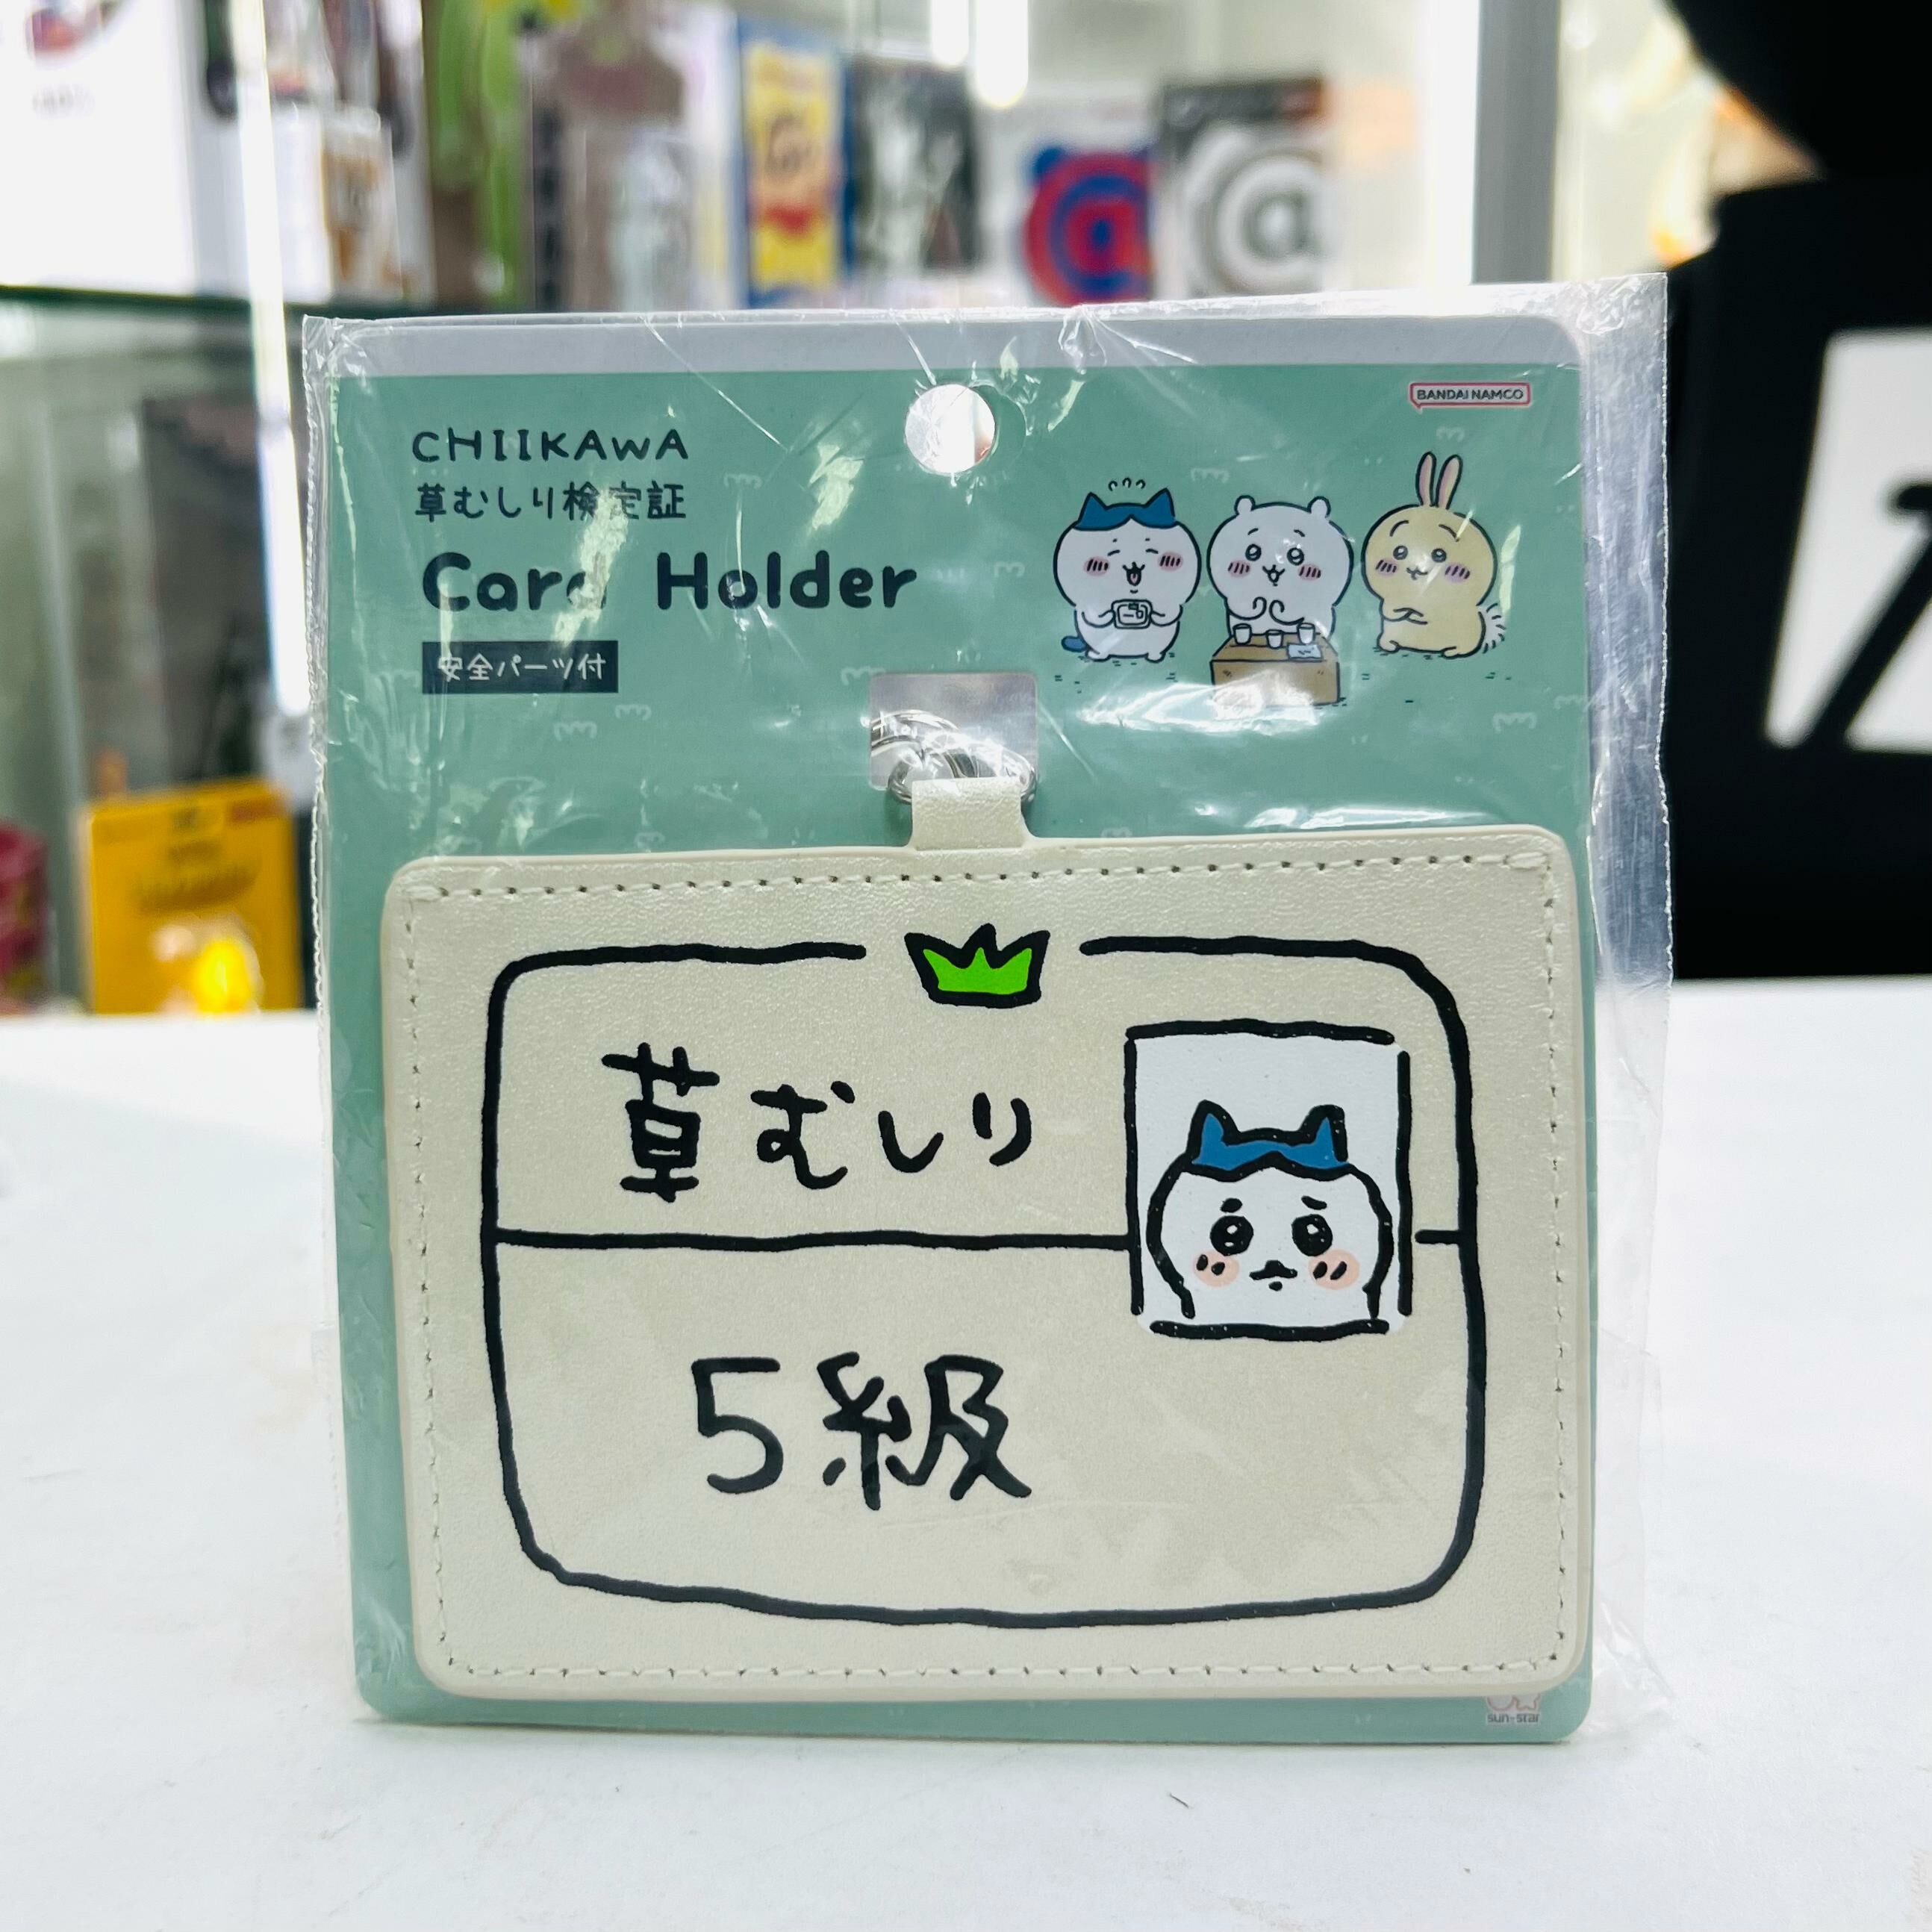 BANDAI NAMCO
CHIIKAWA
草むしり検定証
Card Holder
安全パーツ付
草むしり
5級
sun-star